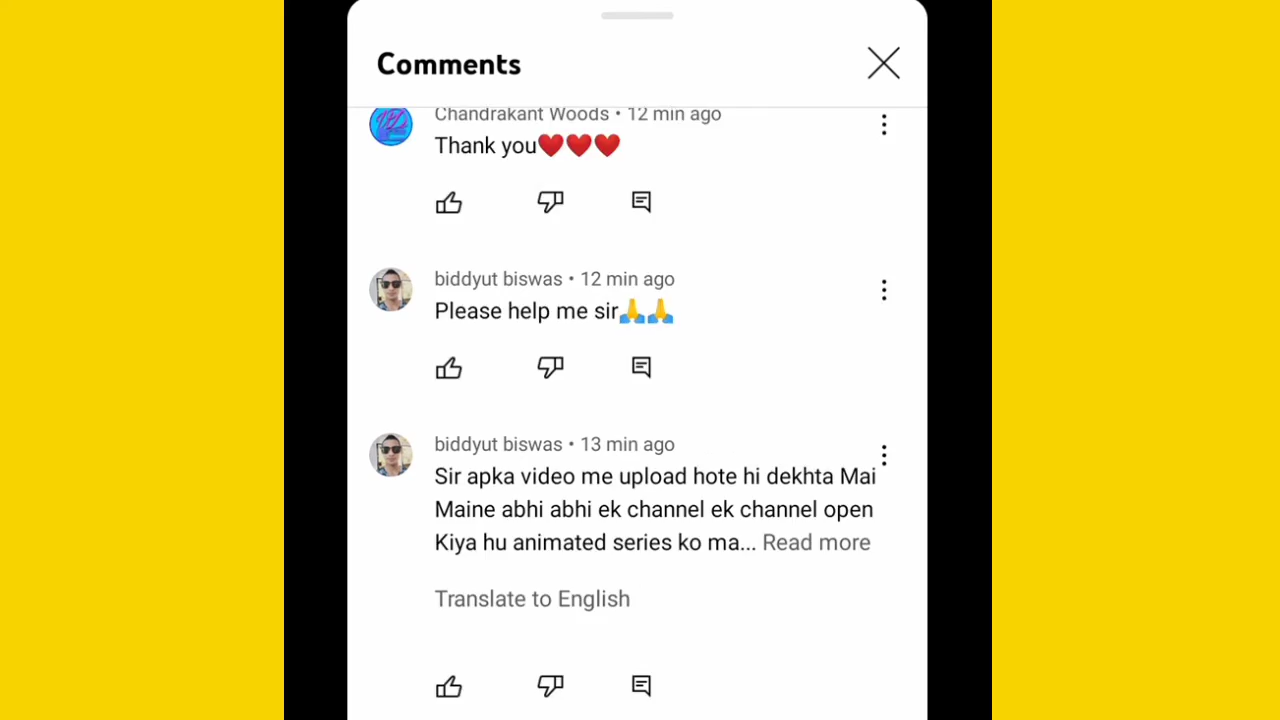 Comments
Chandrakant Woods • 12 min ago
Thank you❤️❤️❤️
biddyut biswas • 12 min ago
Please help me sir🙏🙏
biddyut biswas • 13 min ago
Sir apka video me upload hote hi dekhta Mai
Maine abhi abhi ek channel ek channel open
Kiya hu animated series ko ma... Read more
Translate to English